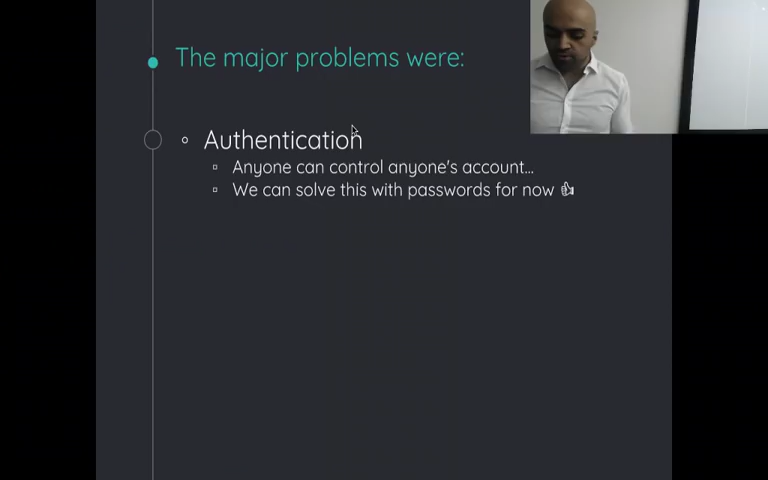 The major problems were:
Authentication
Anyone can control anyone's account...
We can solve this with passwords for now 👍